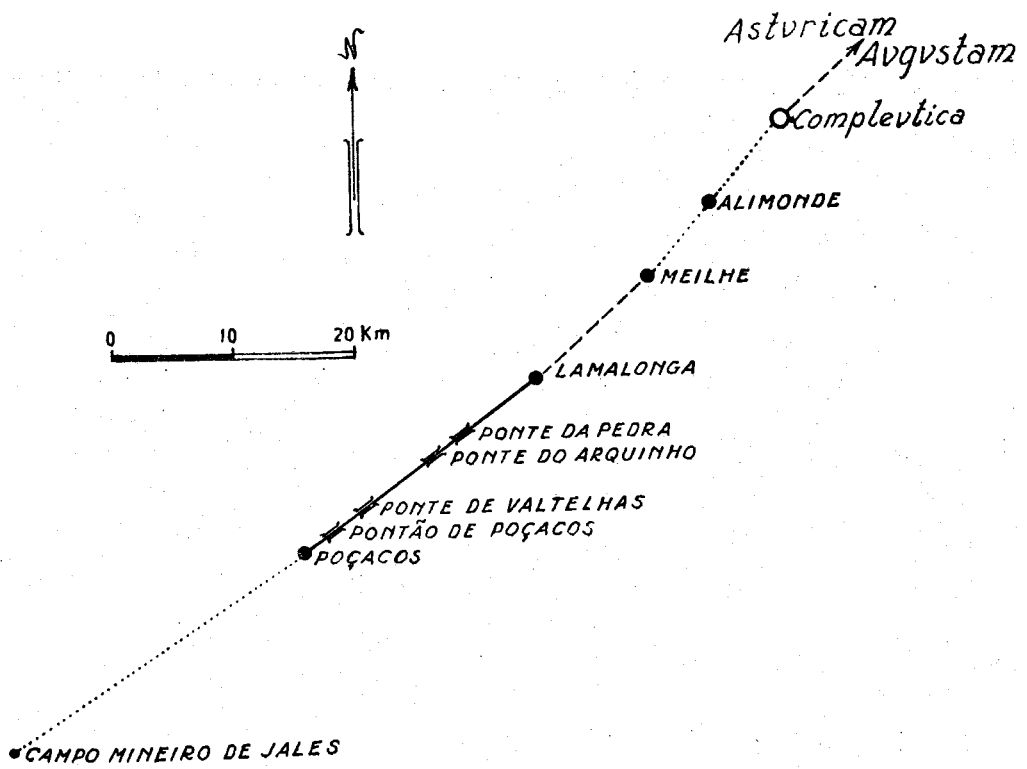 Astvricam
Avgvstam
N
Complevtica
ALIMONDE
MEILHE
0 10 20 Km
LAMALONGA
PONTE DA PEDRA
PONTE DO ARQUINHO
PONTE DE VALTELHAS
PONTÃO DE POÇACOS
POÇACOS
CAMPO MINEIRO DE JALES